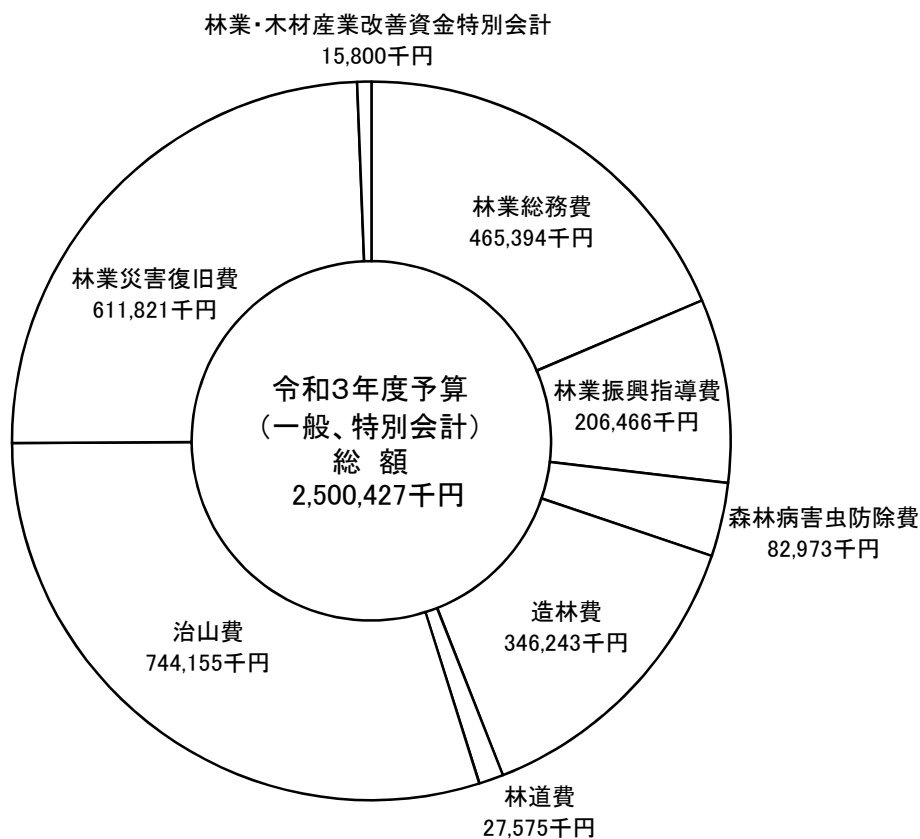 林業・木材産業改善資金特別会計
15,800千円
林業総務費
465,394千円
林業災害復旧費
611,821千円
令和3年度予算
(一般、特別会計)
総 額
2,500,427千円
林業振興指導費
206,466千円
森林病害虫防除費
82,973千円
造林費
346,243千円
治山費
744,155千円
林道費
27,575千円